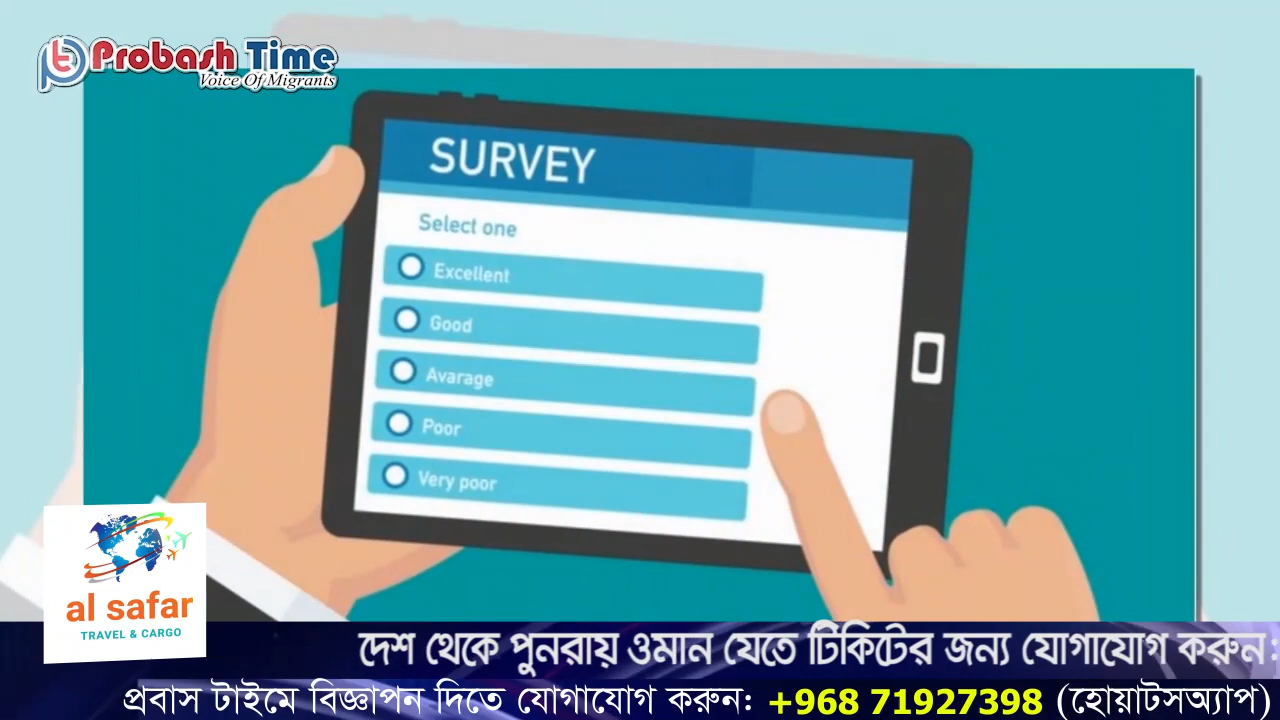 Probash Time
Voice Of Migrants
SURVEY
Select one
Excellent
Good
Avarage
Poor
Very poor
al safar
TRAVEL & CARGO
দেশ থেকে পুনরায় ওমান যেতে টিকিটের জন্য যোগাযোগ করুন:
প্রবাস টাইমে বিজ্ঞাপন দিতে যোগাযোগ করুন: +968 71927398 (হোয়াটসঅ্যাপ)